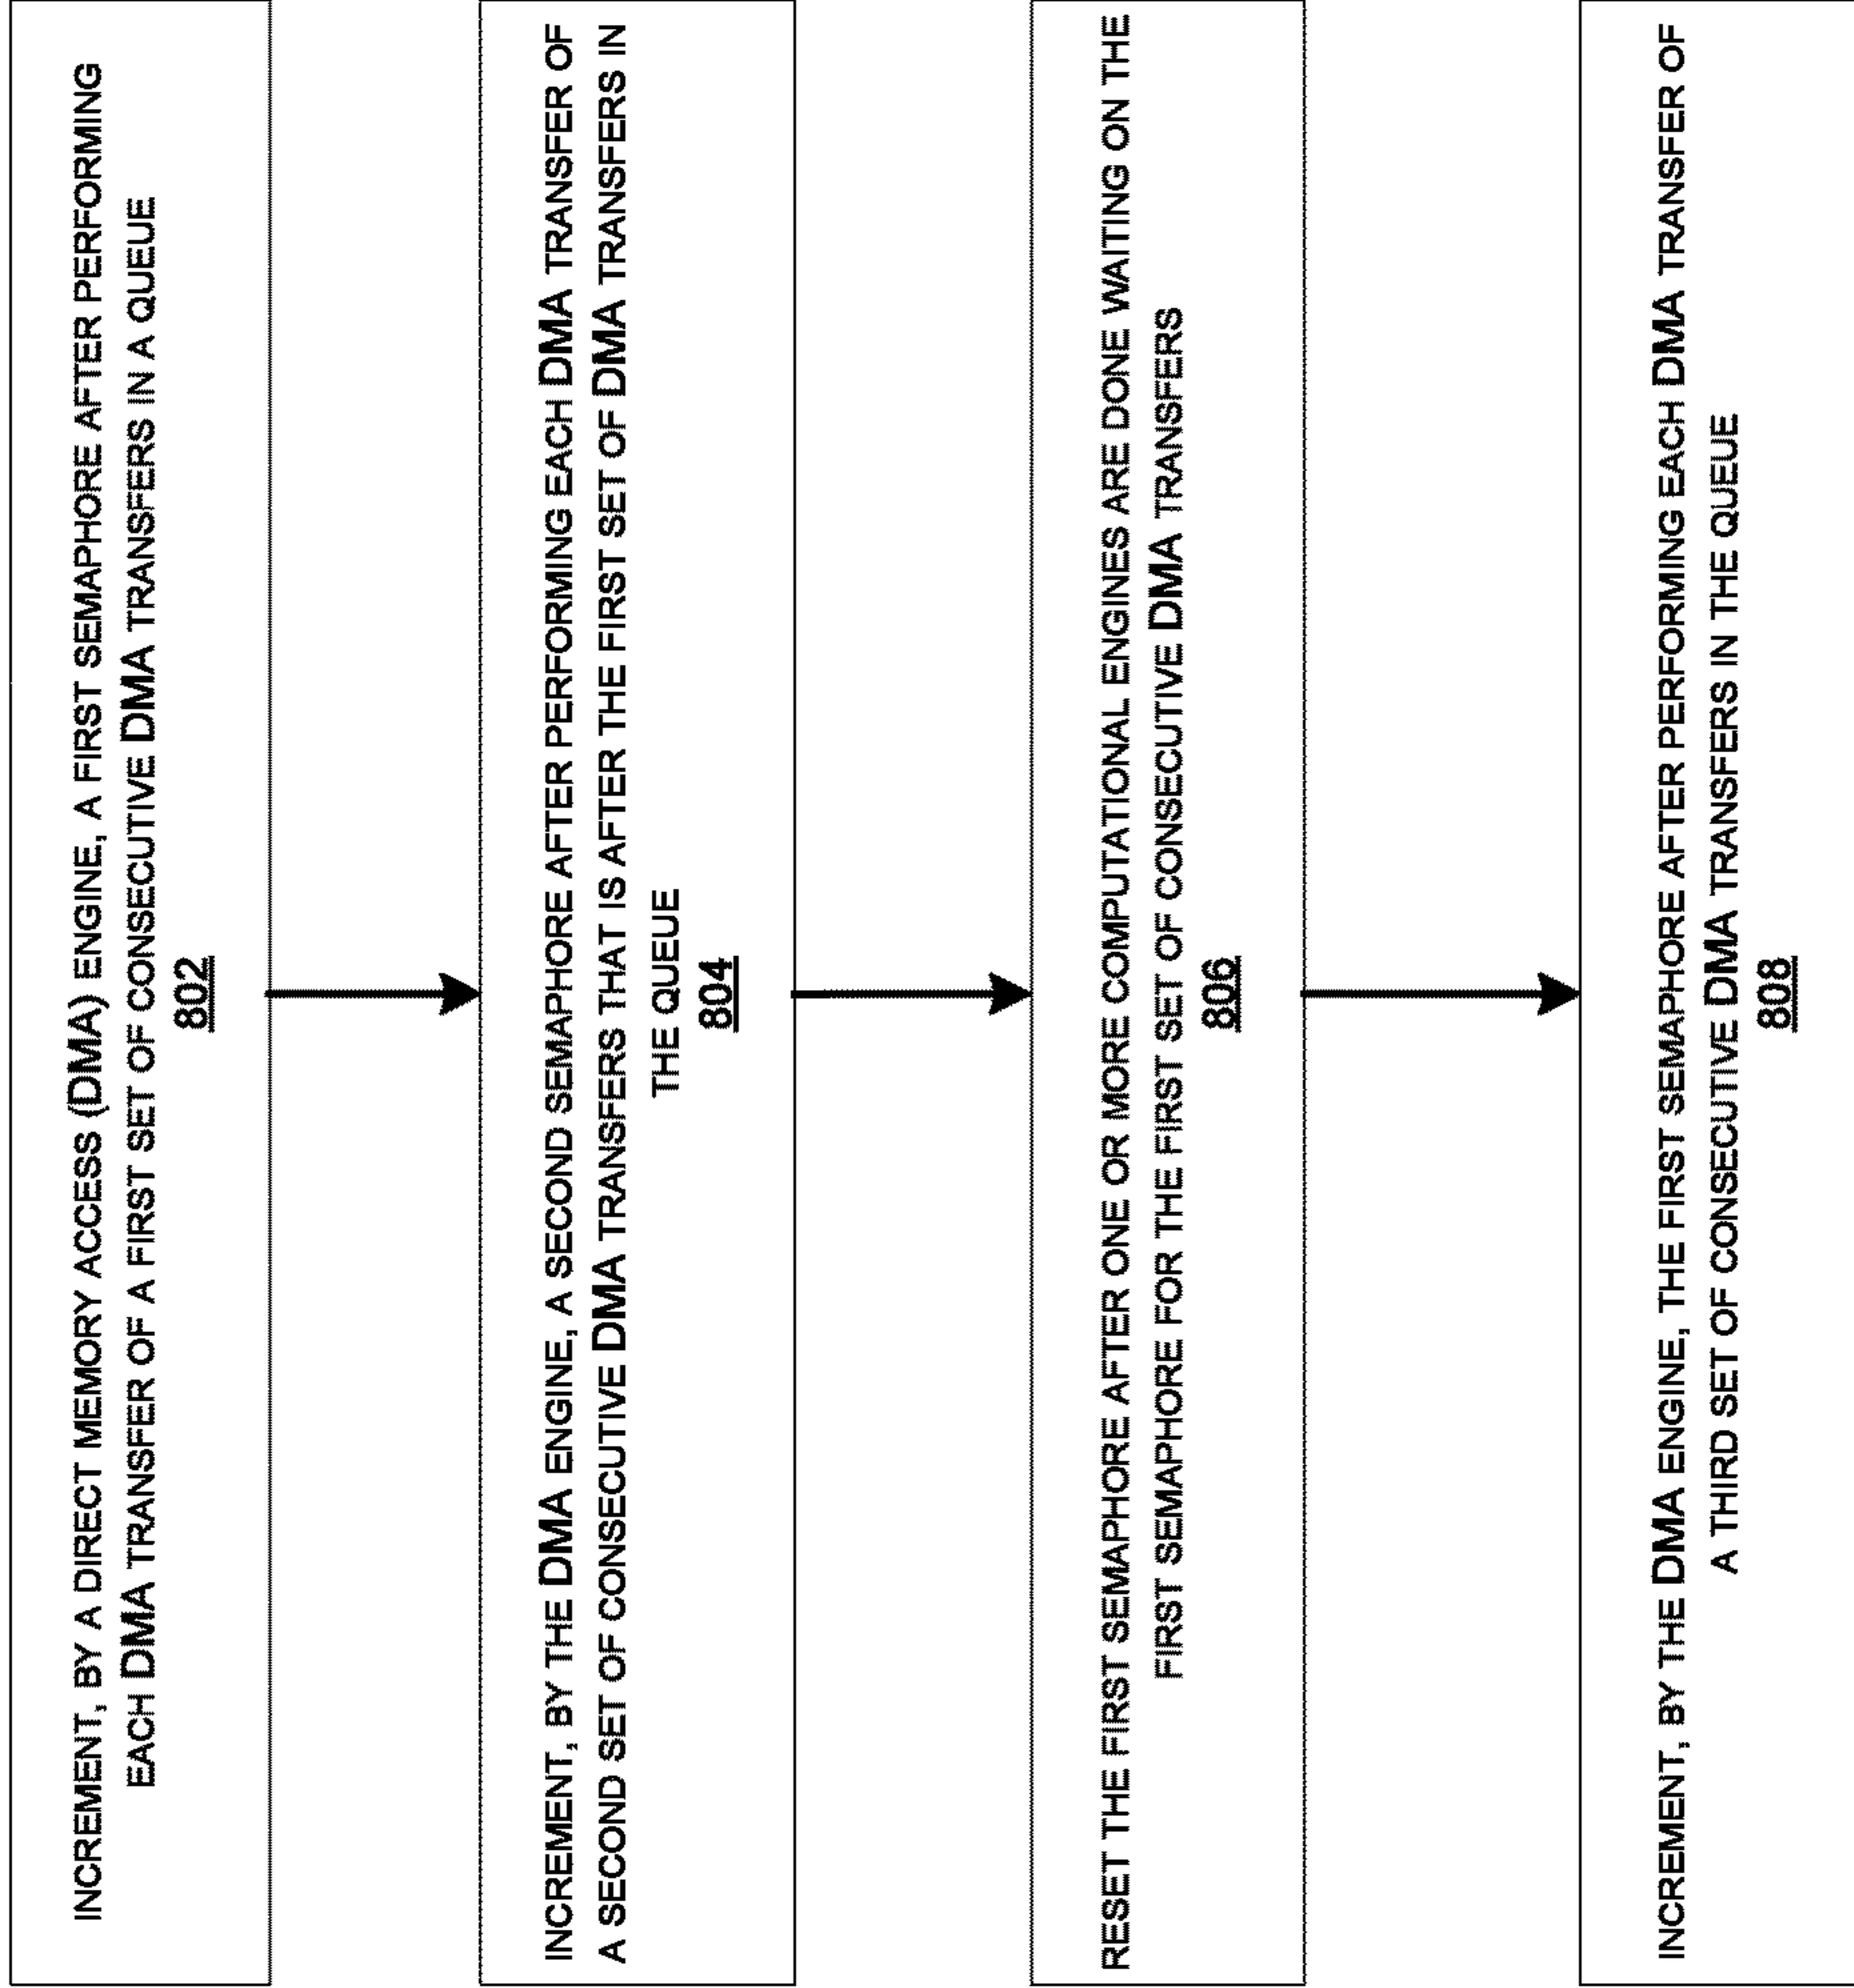 INCREMENT, BY A DIRECT MEMORY ACCESS (DMA) ENGINE, A FIRST SEMAPHORE AFTER PERFORMING
EACH DMA TRANSFER OF A FIRST SET OF CONSECUTIVE DMA TRANSFERS IN A QUEUE
802
INCREMENT, BY THE DMA ENGINE, A SECOND SEMAPHORE AFTER PERFORMING EACH DMA TRANSFER OF
A SECOND SET OF CONSECUTIVE DMA TRANSFERS THAT IS AFTER THE FIRST SET OF DMA TRANSFERS IN
THE QUEUE
804
RESET THE FIRST SEMAPHORE AFTER ONE OR MORE COMPUTATIONAL ENGINES ARE DONE WAITING ON THE
FIRST SEMAPHORE FOR THE FIRST SET OF CONSECUTIVE DMA TRANSFERS
806
INCREMENT, BY THE DMA ENGINE, THE FIRST SEMAPHORE AFTER PERFORMING EACH DMA TRANSFER OF
A THIRD SET OF CONSECUTIVE DMA TRANSFERS IN THE QUEUE
808